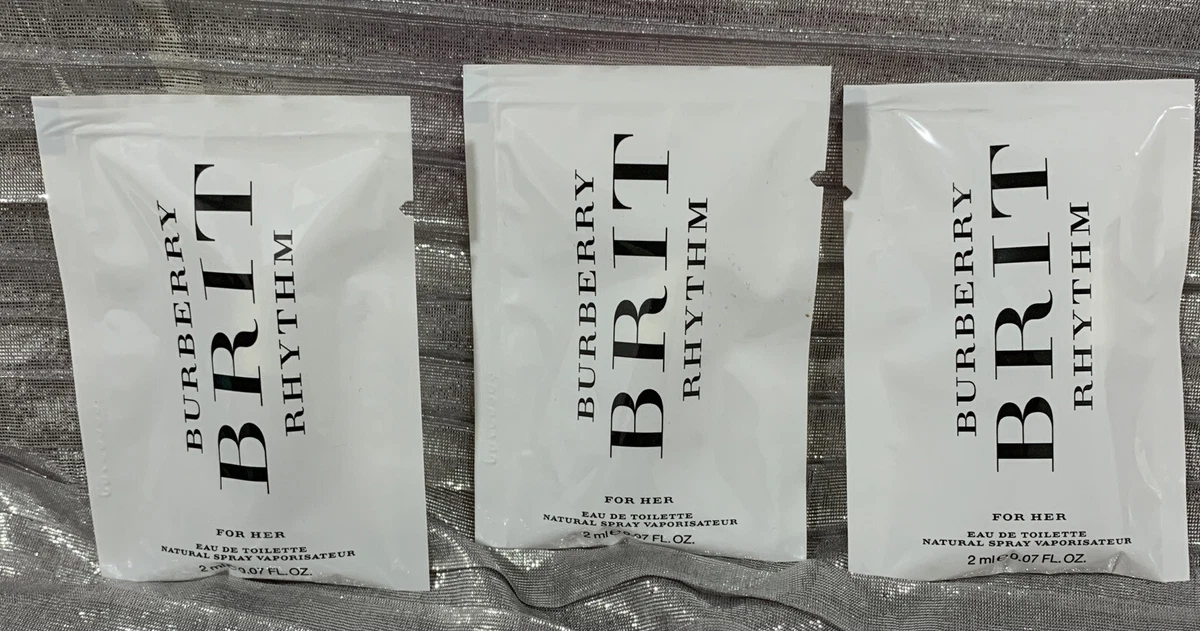 BURBERRY
BRIT
RHYTHM
FOR HER
EAU DE TOILETTE
NATURAL SPRAY VAPORISATEUR
2 ml e 0.07 FL.OZ.
BURBERRY
BRIT
RHYTHM
FOR HER
EAU DE TOILETTE
NATURAL SPRAY VAPORISATEUR
2 ml e 0.07 FL.OZ.
BURBERRY
BRIT
RHYTHM
FOR HER
EAU DE TOILETTE
NATURAL SPRAY VAPORISATEUR
2 ml e 0.07 FL.OZ.